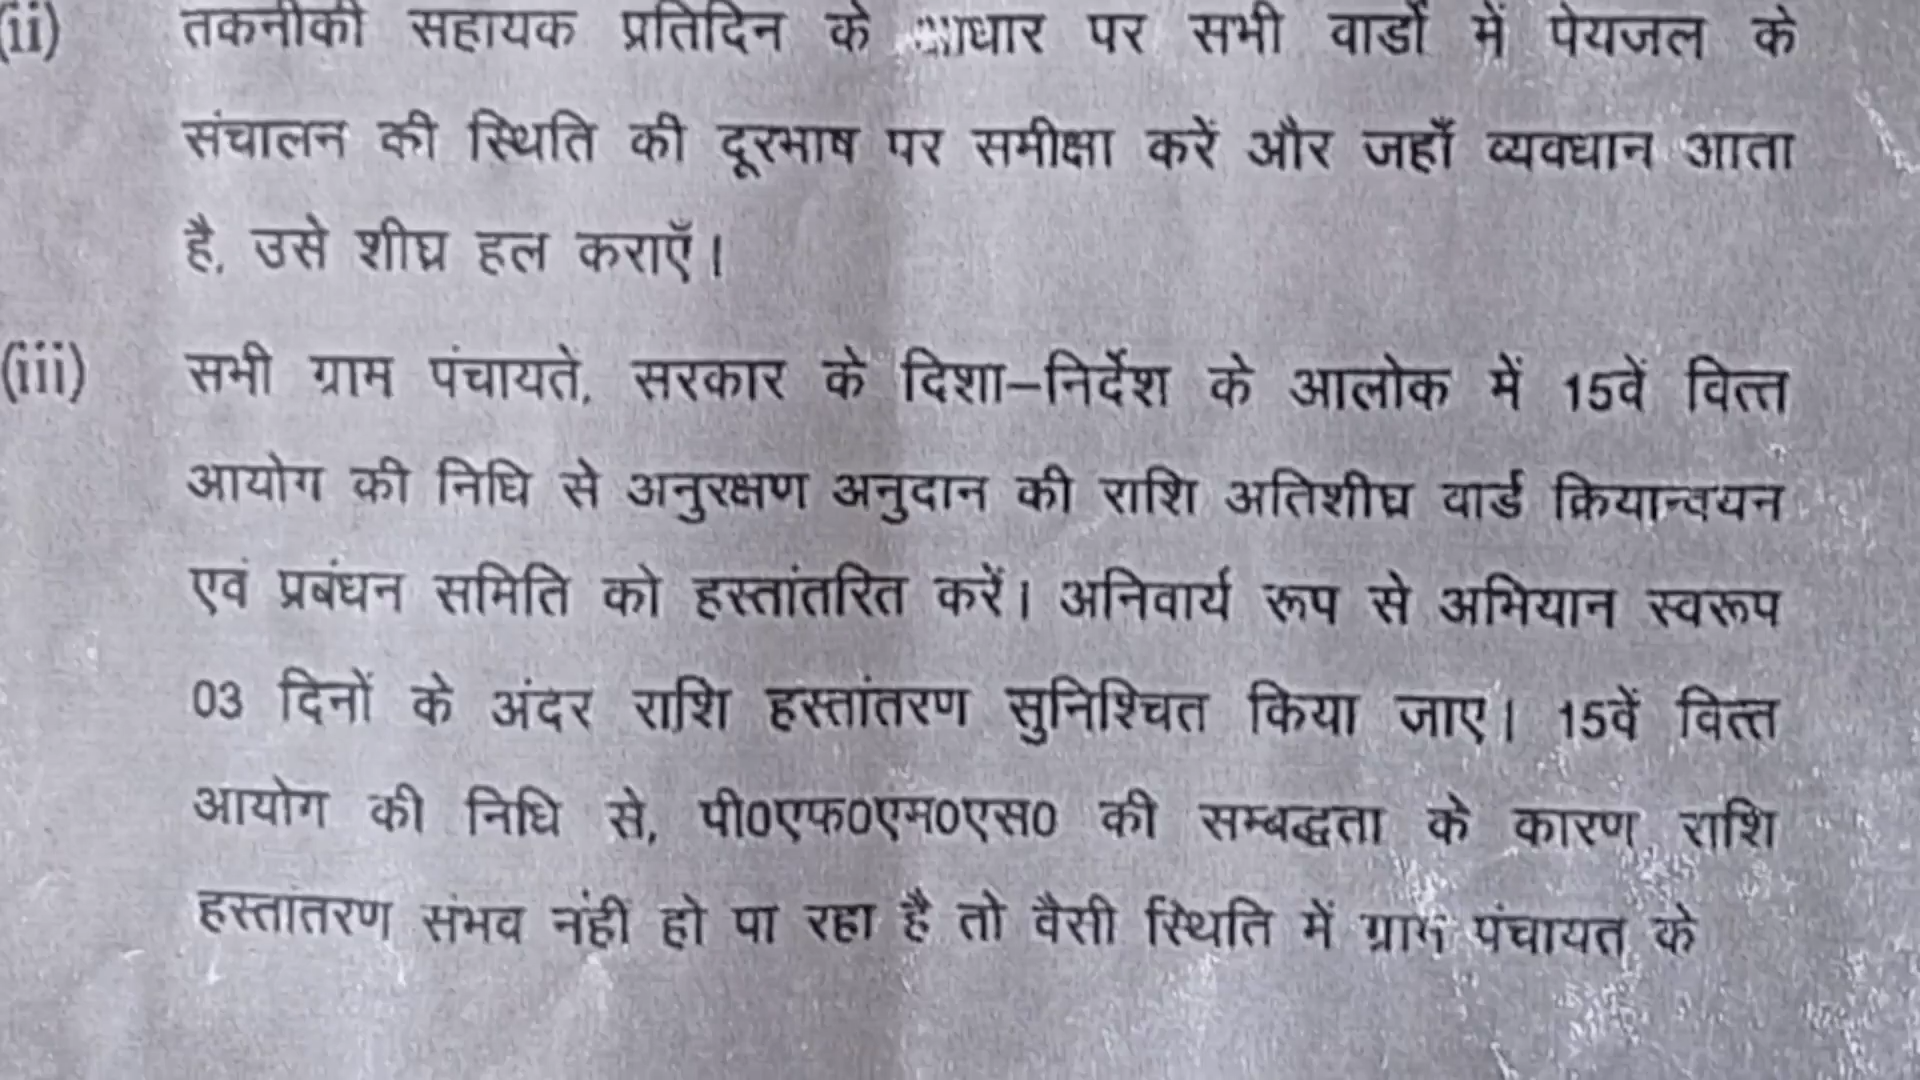 (ii) तकनीकी सहायक प्रतिदिन के आधार पर सभी वार्डो में पेयजल के
संचालन की स्थिति की दूरभाष पर समीक्षा करें और जहाँ व्यवधान आता
है, उसे शीघ्र हल कराएँ।
(iii) सभी ग्राम पंचायते, सरकार के दिशा–निर्देश के आलोक में 15वें वित्त
आयोग की निधि से अनुरक्षण अनुदान की राशि अतिशीघ्र वार्ड क्रियान्वयन
एवं प्रबंधन समिति को हस्तांतरित करें। अनिवार्य रूप से अभियान स्वरूप
03 दिनों के अंदर राशि हस्तांतरण सुनिश्चित किया जाए। 15वें वित्त
आयोग की निधि से, पी0एफ0एम0एस0 की सम्बद्धता के कारण राशि
हस्तांतरण संभव नंही हो पा रहा है तो वैसी स्थिति में ग्राम पंचायत के